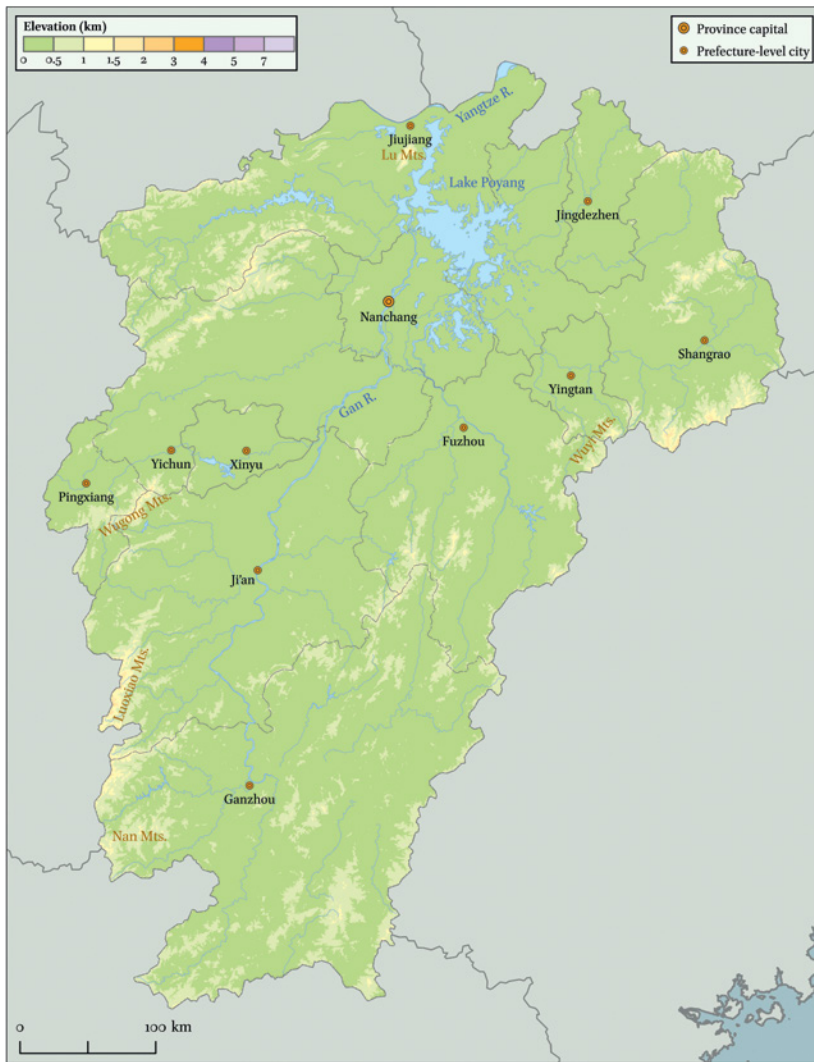 Elevation (km)
0 0.5 1 1.5 2 3 4 5 7
Province capital
Prefecture-level city
Yangtze R.
Jiujiang
Lu Mts.
Lake Poyang
Jingdezhen
Nanchang
Shangrao
Yingtan
Gan R.
Fuzhou
Wuyi Mts.
Yichun
Xinyu
Pingxiang
Wugong Mts.
Ji'an
Luoxiao Mts.
Ganzhou
Nan Mts.
0 100 km